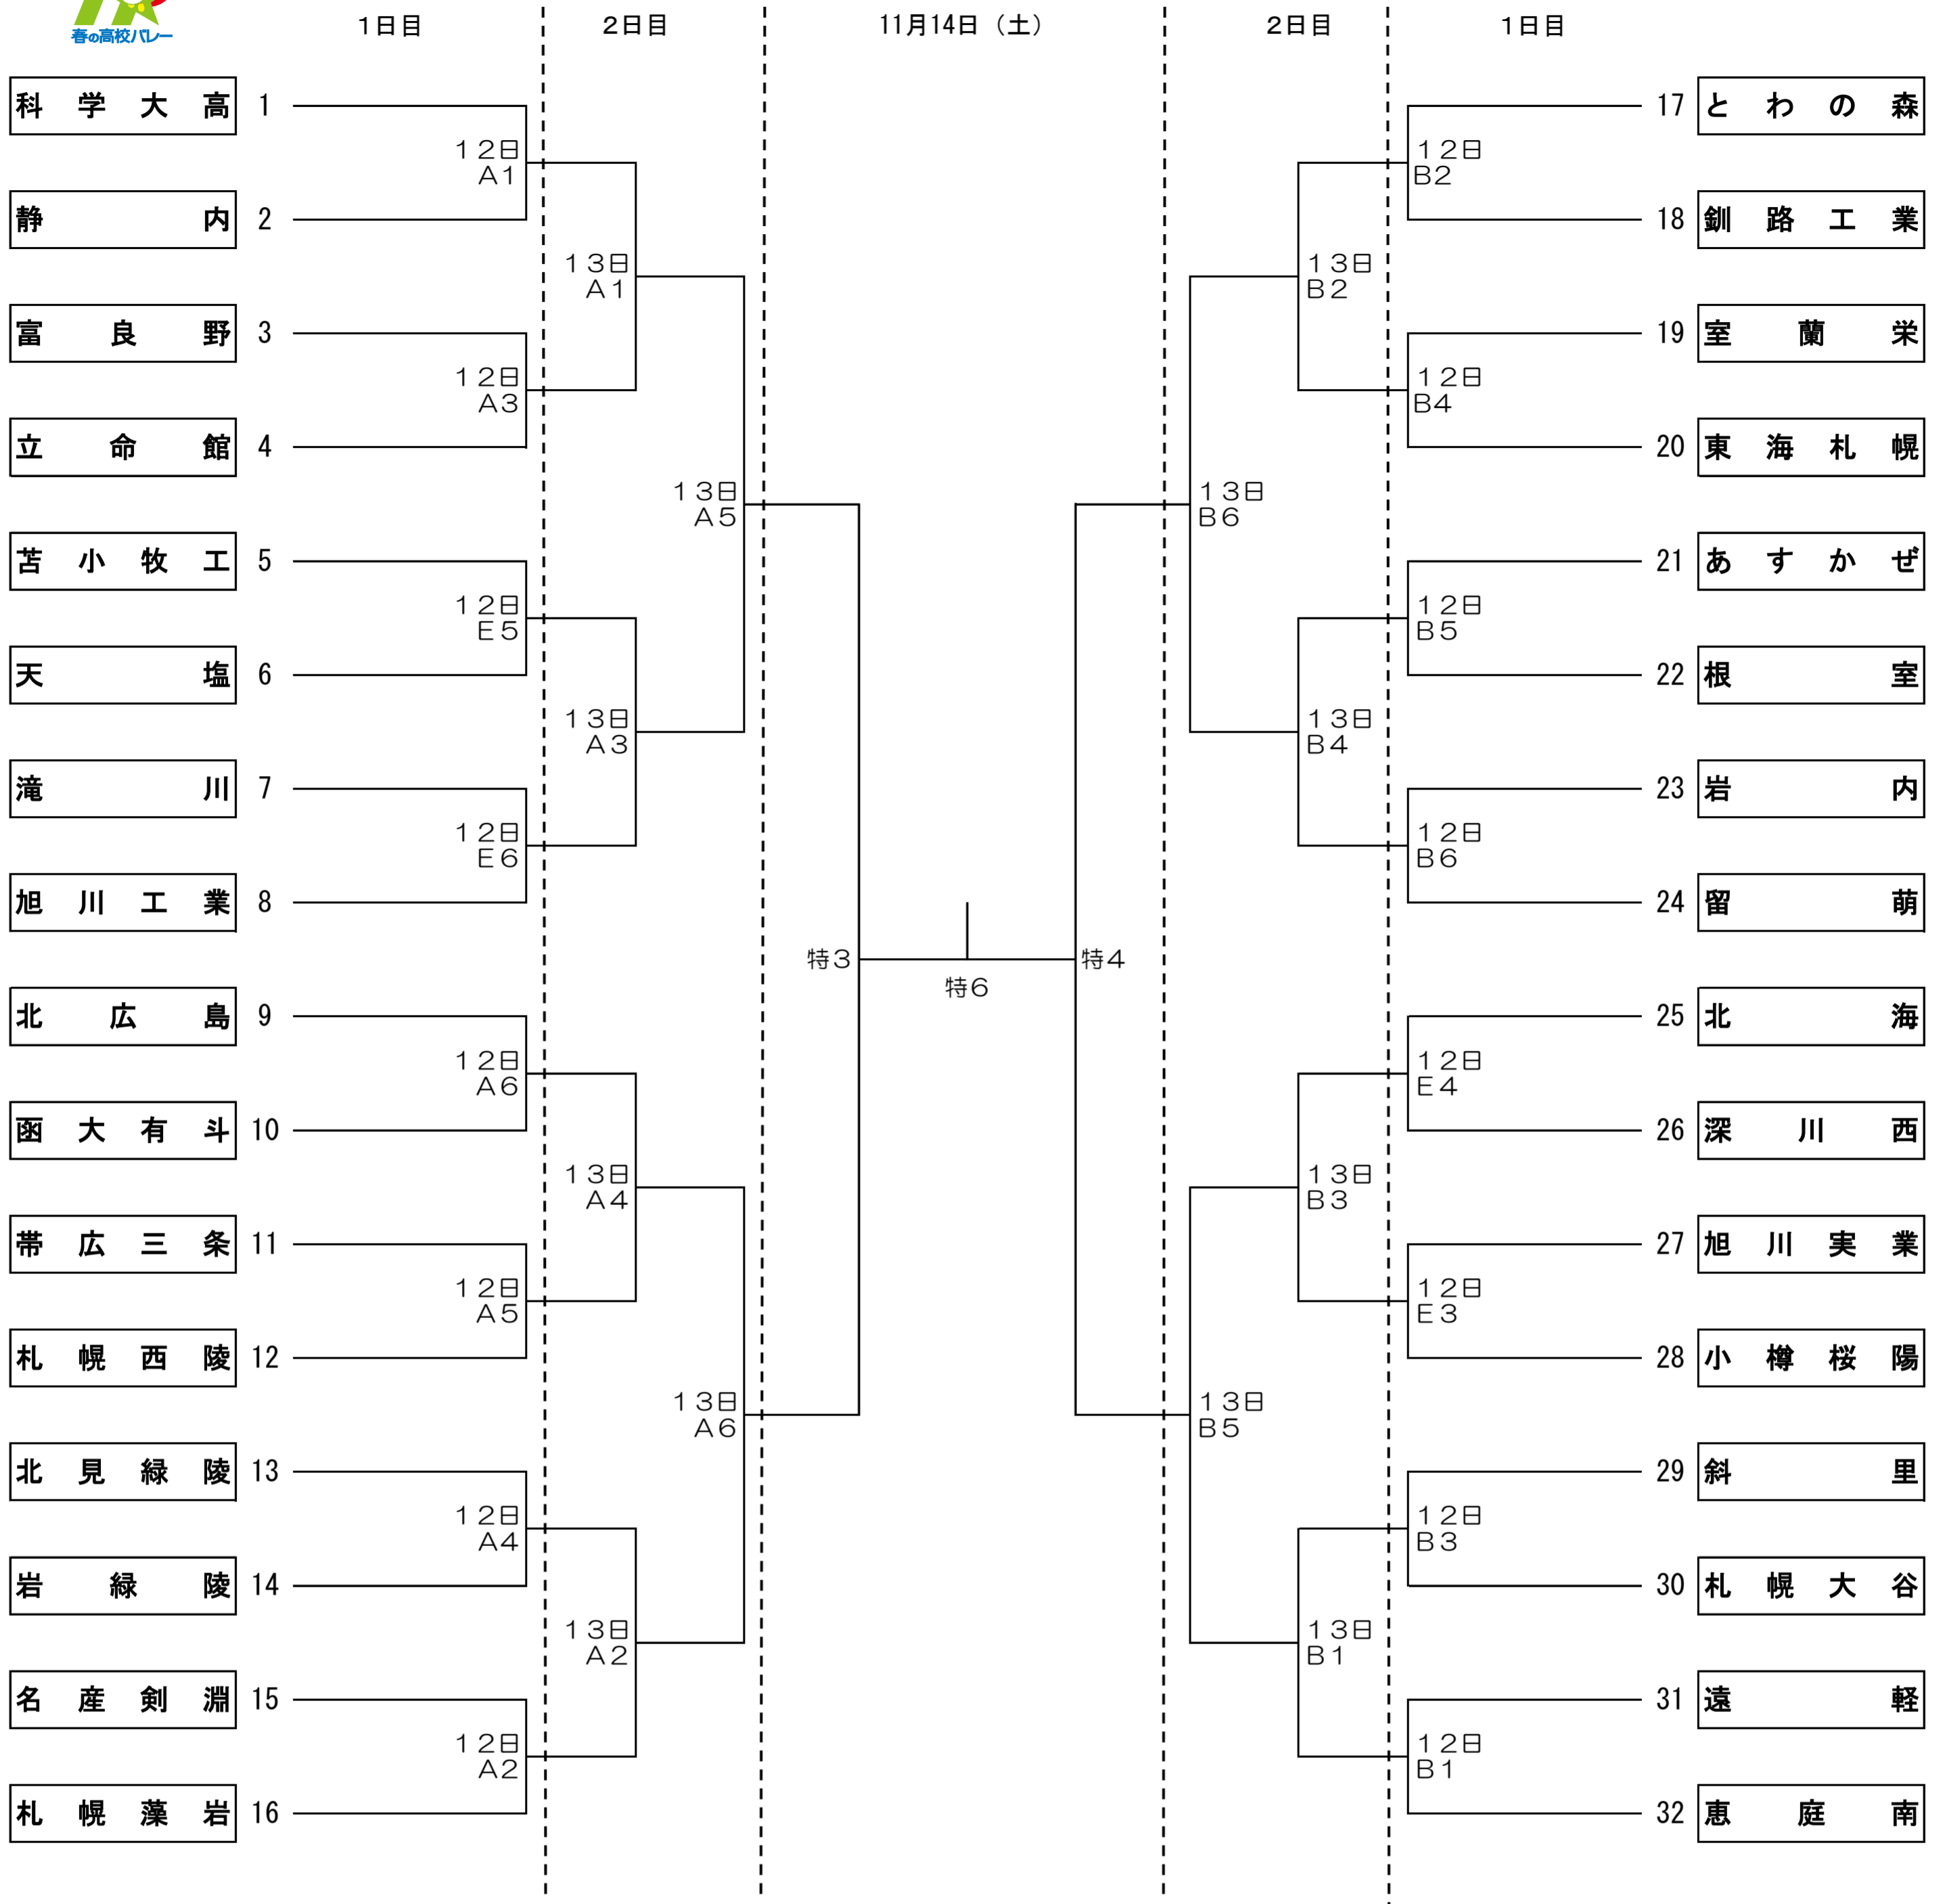 春の高校バレー
1日目 2日目 11月14日（土） 2日目 1日目
科学大高 1
静内 2
富良野 3
立命館 4
苫小牧工 5
天塩 6
滝川 7
旭川工業 8
北広島 9
函大有斗 10
帯広三条 11
札幌西陵 12
北見緑陵 13
岩緑陵 14
名産剣淵 15
札幌藻岩 16
12日
A1
12日
A3
12日
E5
12日
E6
12日
A6
12日
A5
12日
A4
12日
A2
13日
A1
13日
A3
13日
A4
13日
A2
13日
A5
13日
A6
特3
特6
特4
13日
B6
13日
B5
13日
B2
13日
B4
13日
B3
13日
B1
12日
B2
12日
B4
12日
B5
12日
B6
12日
E4
12日
E3
12日
B3
12日
B1
17 とわの森
18 釧路工業
19 室蘭栄
20 東海札幌
21 あすかぜ
22 根室
23 岩内
24 留萌
25 北海
26 深川西
27 旭川実業
28 小樽桜陽
29 斜里
30 札幌大谷
31 遠軽
32 恵庭南